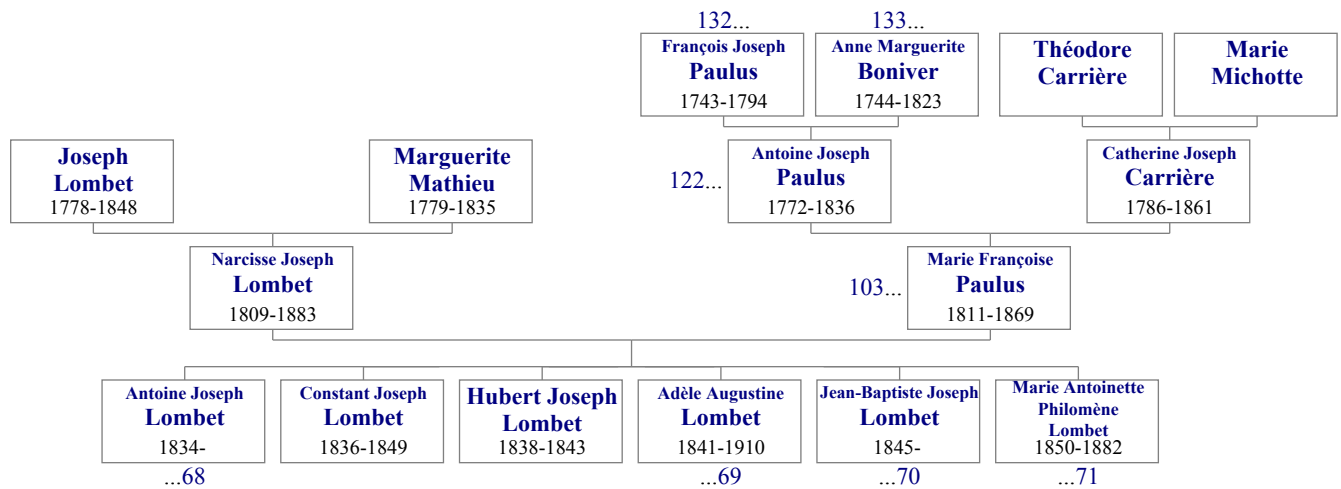 132...
133...
François Joseph
Paulus
1743-1794
Anne Marguerite
Boniver
1744-1823
Théodore
Carrière
Marie
Michotte
Joseph
Lombet
1778-1848
Marguerite
Mathieu
1779-1835
122...
Antoine Joseph
Paulus
1772-1836
Catherine Joseph
Carrière
1786-1861
Narcisse Joseph
Lombet
1809-1883
103...
Marie Françoise
Paulus
1811-1869
Antoine Joseph
Lombet
1834-
Constant Joseph
Lombet
1836-1849
Hubert Joseph
Lombet
1838-1843
Adèle Augustine
Lombet
1841-1910
Jean-Baptiste Joseph
Lombet
1845-
Marie Antoinette
Philomène
Lombet
1850-1882
...68
...69
...70
...71